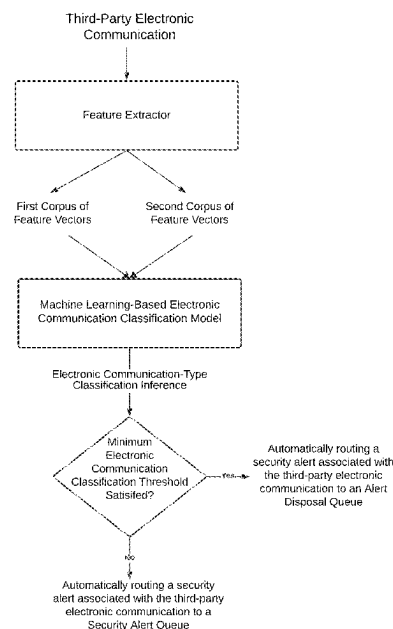 Third-Party Electronic
Communication
Feature Extractor
First Corpus of
Feature Vectors
Second Corpus of
Feature Vectors
Machine Learning-Based Electronic
Communication Classification Model
Electronic Communication-Type
Classification Inference
Minimum
Electronic
Communication
Classification Threshold
Satisifed?
Yes
Automatically routing a
security alert associated with
the third-party electronic
communication to an Alert
Disposal Queue
No
Automatically routing a security
alert associated with the third-party
electronic communication to a
Security Alert Queue